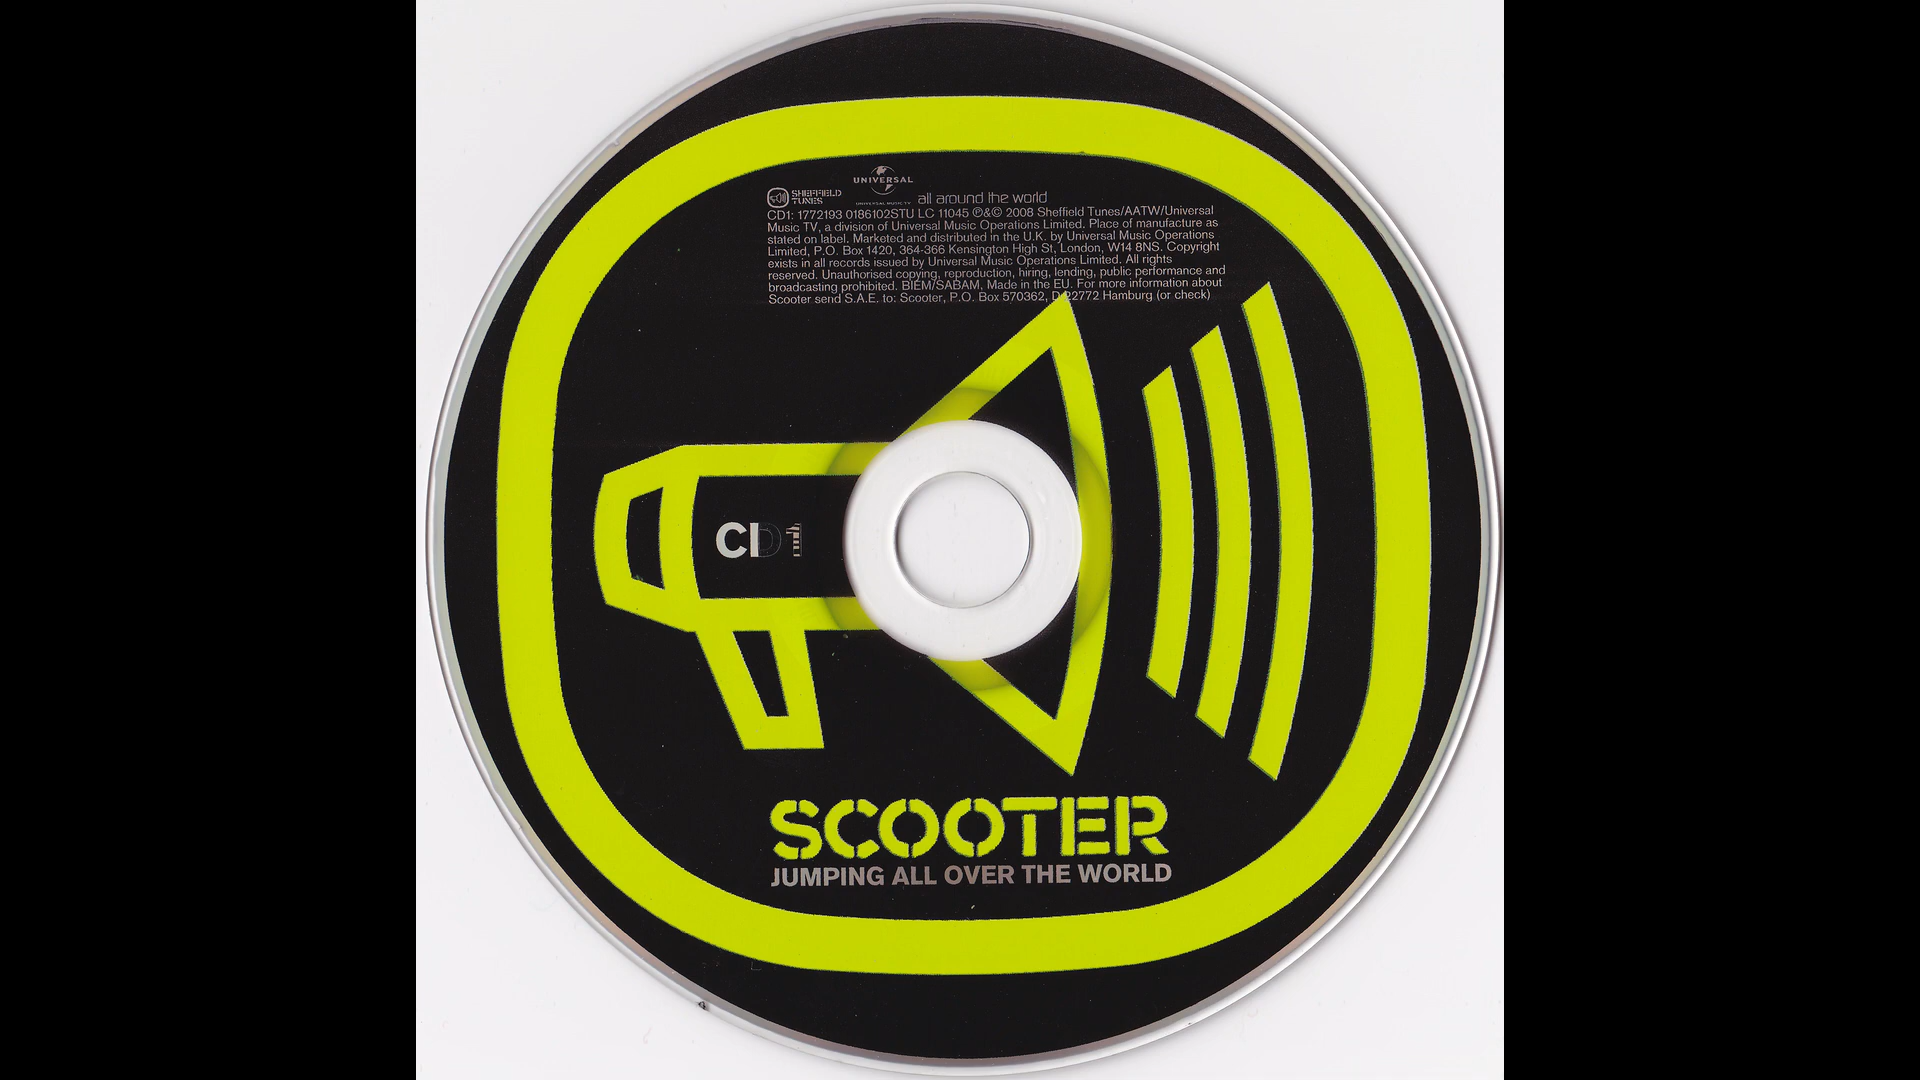 SHEFFIELD TUNES
UNIVERSAL
UNIVERSAL MUSIC TV
all around the world
CD1: 1772193 0186102STU LC 11045 ℗&© 2008 Sheffield Tunes/AATW/Universal
Music TV, a division of Universal Music Operations Limited. Place of manufacture as
stated on label. Marketed and distributed in the U.K. by Universal Music Operations
Limited, P.O. Box 1420, 364-366 Kensington High St, London, W14 8NS. Copyright
exists in all records issued by Universal Music Operations Limited. All rights
reserved. Unauthorised copying, reproduction, hiring, lending, public performance and
broadcasting prohibited. BIEM/SABAM, Made in the EU. For more information about
Scooter send S.A.E. to: Scooter, P.O. Box 570362, D-22772 Hamburg (or check)
CD1
SCOOTER
JUMPING ALL OVER THE WORLD